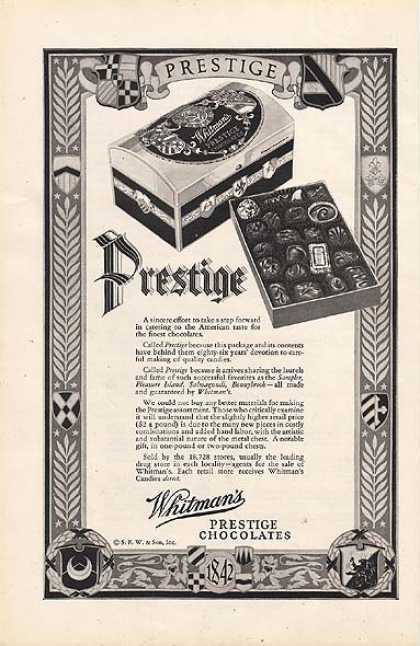 PRESTIGE
Whitman's
PRESTIGE
Prestige
A sincere effort to take a step forward
in catering to the American taste for
the finest chocolates.
Called Prestige because this package and its contents
have behind them eighty-six years' devotion to care-
ful making of quality candies.
Called Prestige because it arrives sharing the laurels
and fame of such successful favorites as the Sampler,
Pleasure Island, Salmagundi, Bonnybrook—all made
and guaranteed by Whitman's.
We could not buy any better materials for making
the Prestige assortment. Those who critically examine
it will understand that the slightly higher retail price
($2 a pound) is due to the many new pieces in costly
combinations and added hand labor, with the artistic
and substantial nature of the metal chest. A notable
gift, in one-pound or two-pound chests.
Sold by the 18,728 stores, usually the leading
drug store in each locality—agents for the sale of
Whitman's. Each retail store receives Whitman's
Candies direct.
Whitman's
PRESTIGE
CHOCOLATES
© S. F. W. & Son, Inc.
1842